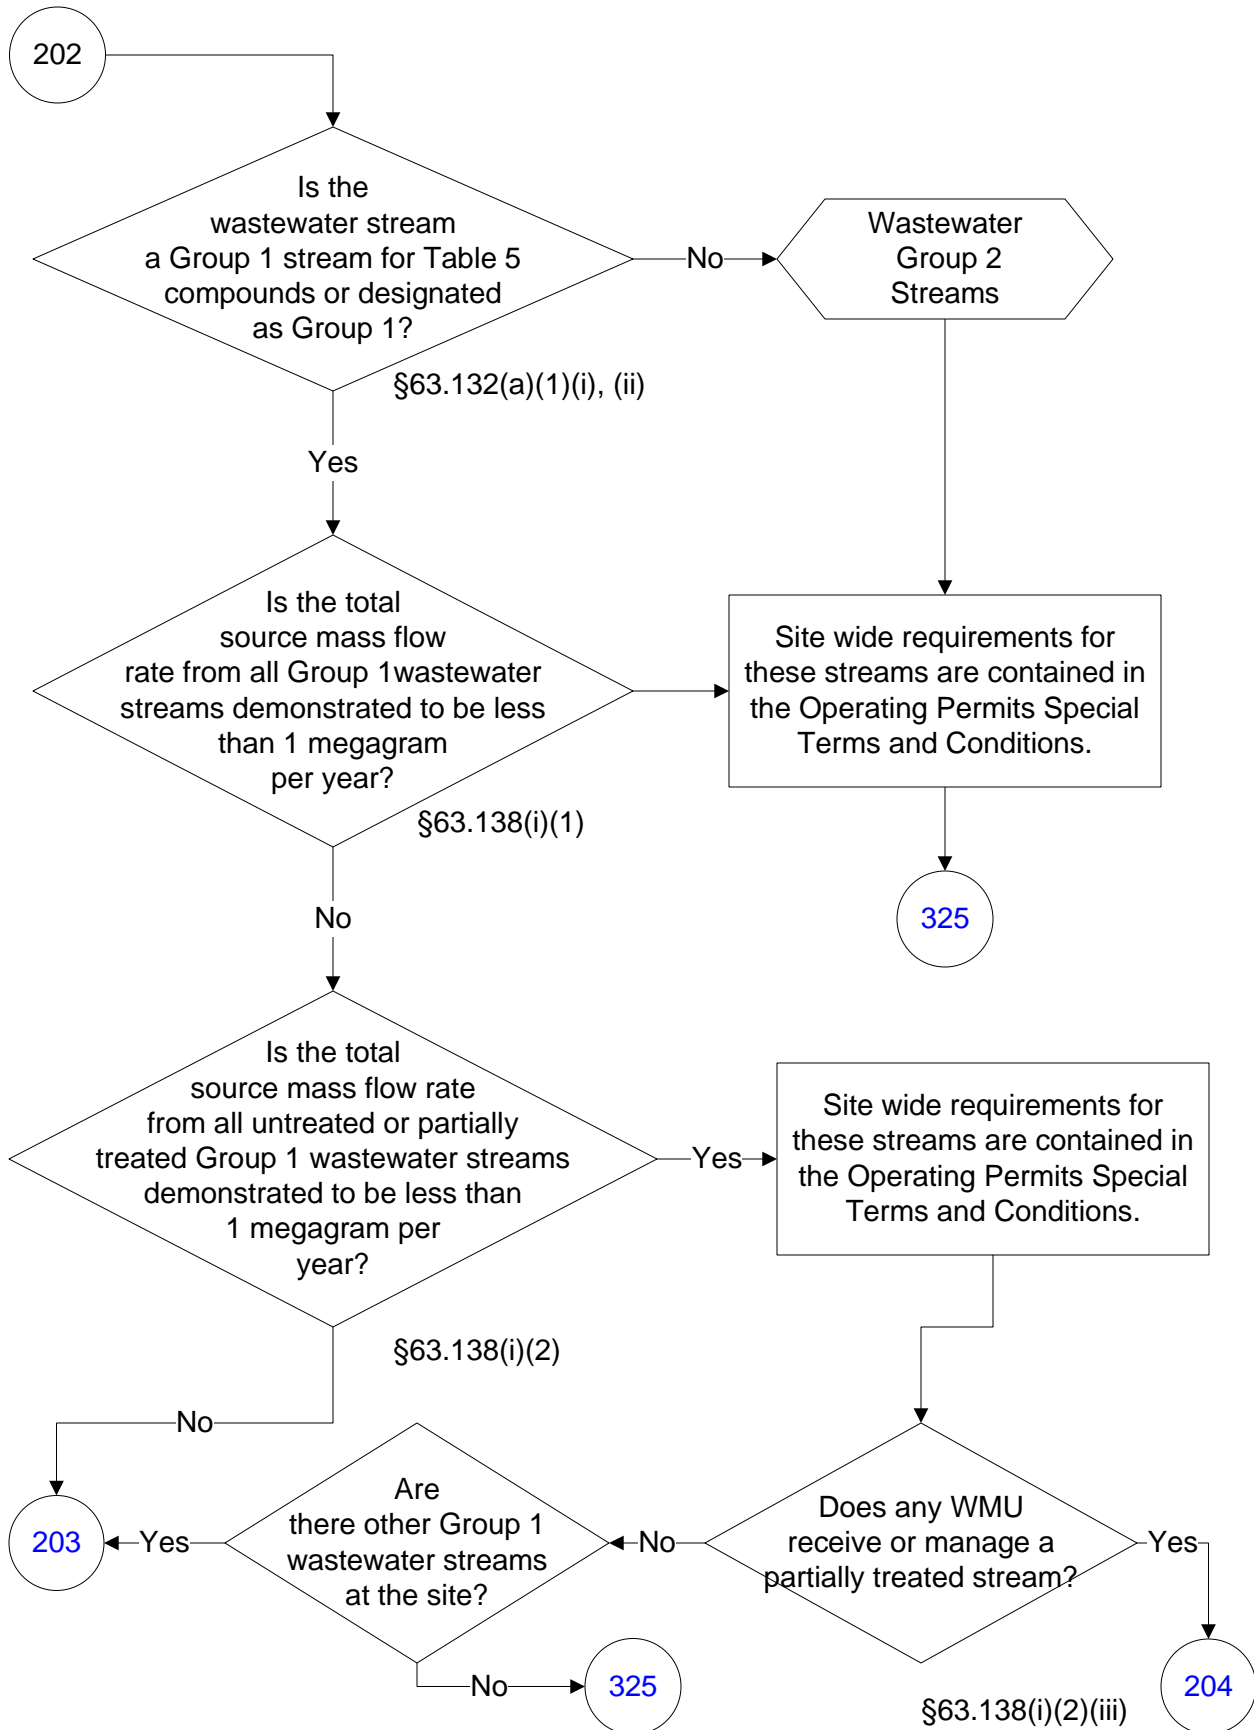 202
Is the
wastewater stream
a Group 1 stream for Table 5
compounds or designated
as Group 1?
No
Wastewater
Group 2
Streams
§63.132(a)(1)(i), (ii)
Yes
Is the total
source mass flow
rate from all Group 1wastewater
streams demonstrated to be less
than 1 megagram
per year?
Site wide requirements for
these streams are contained in
the Operating Permits Special
Terms and Conditions.
§63.138(i)(1)
325
No
Is the total
source mass flow rate
from all untreated or partially
treated Group 1 wastewater streams
demonstrated to be less than
1 megagram per
year?
Yes
Site wide requirements for
these streams are contained in
the Operating Permits Special
Terms and Conditions.
§63.138(i)(2)
No
203
Yes
Are
there other Group 1
wastewater streams
at the site?
No
Does any WMU
receive or manage a
partially treated stream?
Yes
No
325
204
§63.138(i)(2)(iii)